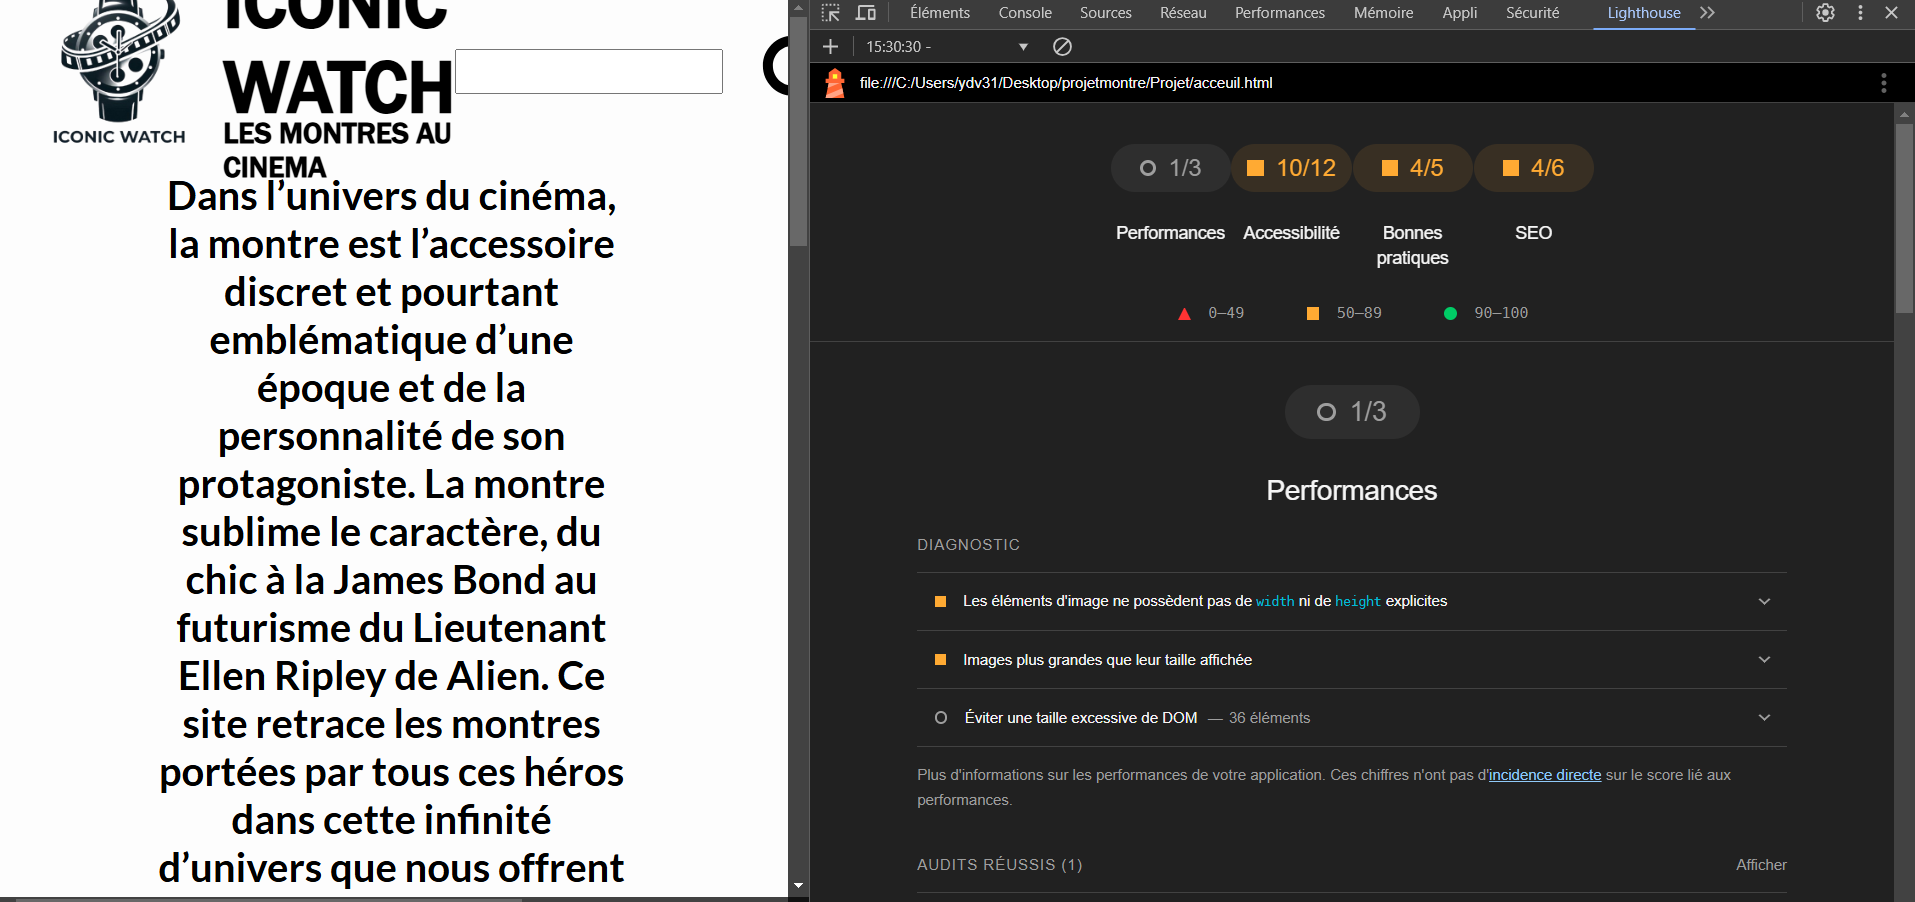 ICONIC
WATCH
LES MONTRES AU
CINEMA
ICONIC WATCH
Dans l’univers du cinéma,
la montre est l’accessoire
discret et pourtant
emblématique d’une
époque et de la
personnalité de son
protagoniste. La montre
sublime le caractère, du
chic à la James Bond au
futurisme du Lieutenant
Ellen Ripley de Alien. Ce
site retrace les montres
portées par tous ces héros
dans cette infinité
d’univers que nous offrent
Éléments Console Sources Réseau Performances Mémoire Appli Sécurité Lighthouse
15:30:30 -
file:///C:/Users/ydv31/Desktop/projetmontre/Projet/acceuil.html
1/3 10/12 4/5 4/6
Performances Accessibilité Bonnes pratiques SEO
0–49 50–89 90–100
1/3
Performances
DIAGNOSTIC
Les éléments d'image ne possèdent pas de width ni de height explicites
Images plus grandes que leur taille affichée
Éviter une taille excessive de DOM — 36 éléments
Plus d'informations sur les performances de votre application. Ces chiffres n'ont pas d'incidence directe sur le score lié aux
performances.
AUDITS RÉUSSIS (1) Afficher